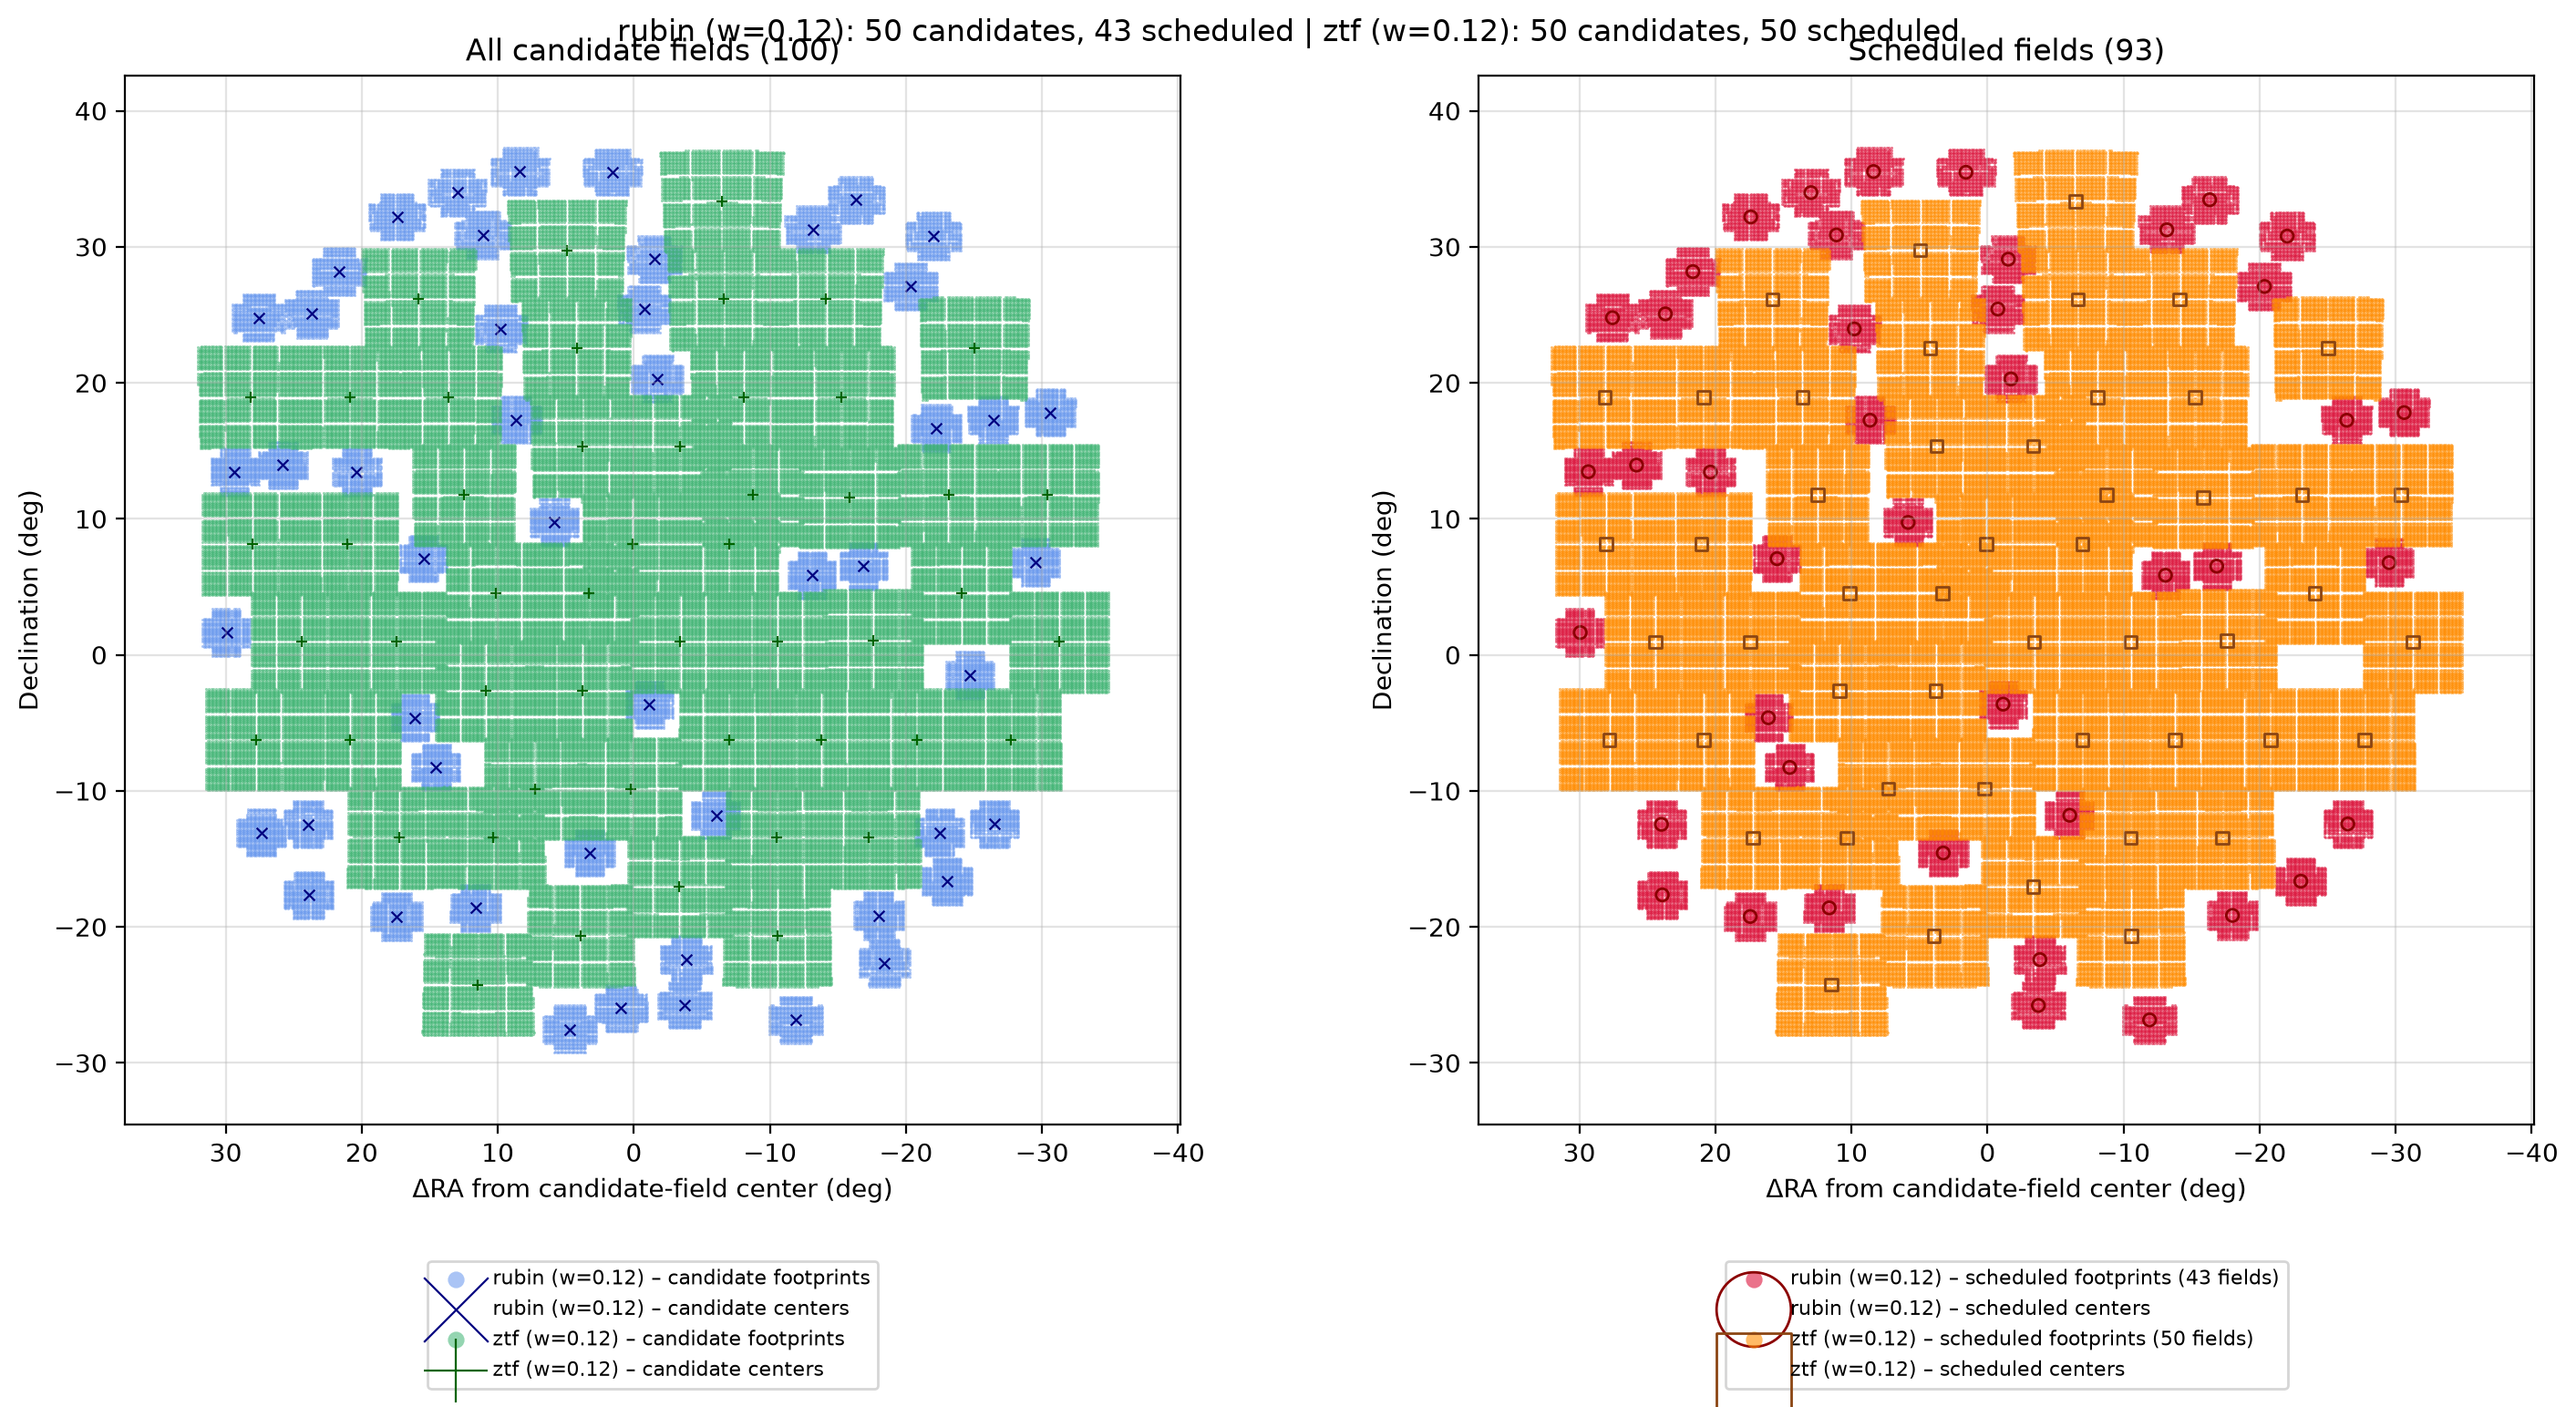 rubin (w=0.12): 50 candidates, 43 scheduled | ztf (w=0.12): 50 candidates, 50 scheduled
All candidate fields (100)
40
30
20
10
0
−10
−20
−30
Declination (deg)
30
20
10
0
−10
−20
−30
−40
ΔRA from candidate-field center (deg)
rubin (w=0.12) – candidate footprints
rubin (w=0.12) – candidate centers
ztf (w=0.12) – candidate footprints
ztf (w=0.12) – candidate centers
Scheduled fields (93)
40
30
20
10
0
−10
−20
−30
Declination (deg)
30
20
10
0
−10
−20
−30
−40
ΔRA from candidate-field center (deg)
rubin (w=0.12) – scheduled footprints (43 fields)
rubin (w=0.12) – scheduled centers
ztf (w=0.12) – scheduled footprints (50 fields)
ztf (w=0.12) – scheduled centers